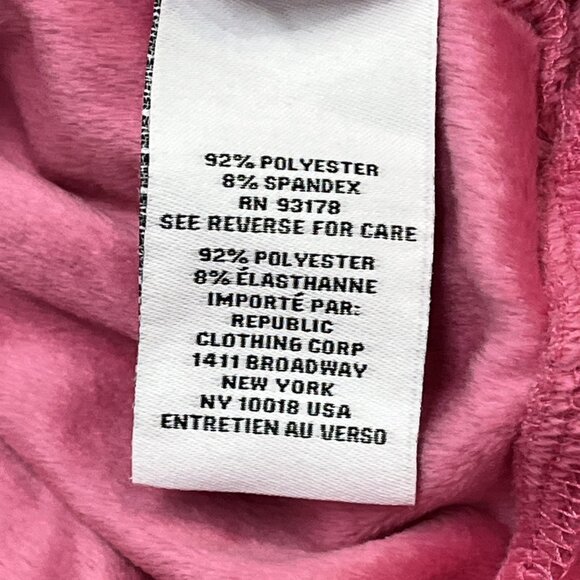 92% POLYESTER
8% SPANDEX
RN 93178
SEE REVERSE FOR CARE
92% POLYESTER
8% ÉLASTHANNE
IMPORTÉ PAR:
REPUBLIC
CLOTHING CORP
1411 BROADWAY
NEW YORK
NY 10018 USA
ENTRETIEN AU VERSO